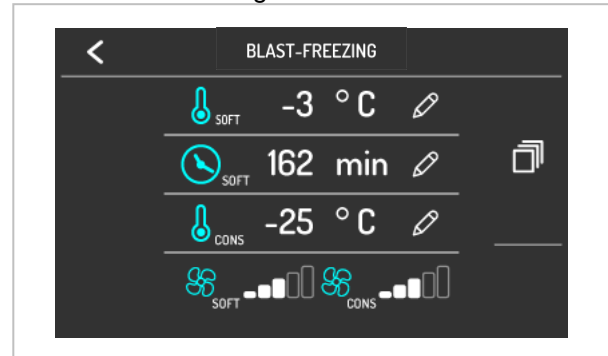 BLAST-FREEZING
SOFT -3 °C
SOFT 162 min
CONS -25 °C
SOFT CONS